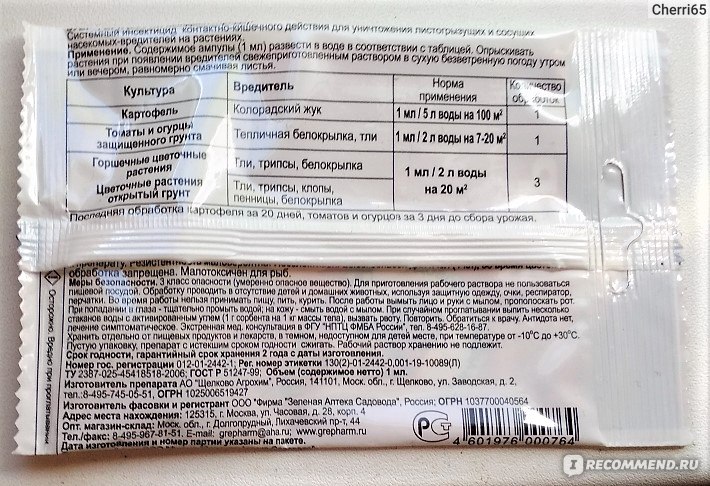 Cherri65
Системный инсектицид контактно-кишечного действия для уничтожения листогрызущих и сосущих
насекомых-вредителей на растениях.
Применение. Содержимое ампулы (1 мл) развести в воде в соответствии с таблицей. Опрыскивать
растения при появлении вредителей свежеприготовленным раствором в сухую безветренную погоду утром
или вечером, равномерно смачивая листья.
Культура Вредитель Норма применения Количество
Картофель Колорадский жук 1 мл / 5 л воды на 100 м² 1
Томаты и огурцы защищенного грунта Тепличная белокрылка, тли 1 мл / 2 л воды на 7-20 м² 1
Горшечные цветочные растения Тли, трипсы, белокрылка 1 мл / 2 л воды на 20 м² 3
Цветочные растения открытый грунт Тли, трипсы, клопы, пенницы, белокрылка
Последняя обработка картофеля за 20 дней, томатов и огурцов за 3 дня до сбора урожая.
обработка запрещена. Малотоксичен для рыб.
Меры безопасности. 3 класс опасности (умеренно опасное вещество). Для приготовления рабочего раствора не пользоваться
пищевой посудой. Обработку проводить в отсутствие детей и домашних животных, используя защитную одежду, очки, респиратор,
перчатки. Во время работы нельзя принимать пищу, пить, курить. После работы вымыть лицо и руки с мылом, прополоскать рот.
При попадании в глаза - тщательно промыть водой; на кожу - смыть водой с мылом. При случайном проглатывании выпить несколько
стаканов воды с активированным углем (1 г сорбента на 1 кг массы тела), вызвать рвоту. Повторить. Обратиться к врачу. Антидота нет,
лечение симптоматическое. Экстренная мед. консультация в ФГУ "НПТЦ ФМБА России", тел. 8-495-628-16-87.
Хранить отдельно от пищевых продуктов и лекарств, в темном, недоступном для детей месте, при температуре от -10°С до +30°С.
Пустую упаковку, препарат с истекшим сроком годности - сжигать. Рабочий раствор хранению не подлежит.
Срок годности, гарантийный срок хранения 2 года с даты изготовления.
Номер гос. регистрации 012-01-2442-1; Рег. номер этикетки 130(2)-01-2442-0,001-19-10089(Л)
ТУ 2387-025-45418518-2006; ГОСТ Р 51247-99; Объем (содержимое нетто) 1 мл.
Изготовитель препарата АО "Щелково Агрохим", Россия, 141101, Моск. обл., г. Щелково, ул. Заводская, д. 2,
тел.: 8-495-745-05-51, ОГРН 1025006519427
Изготовитель фасовки и регистрант ООО "Фирма "Зеленая Аптека Садовода", Россия; ОГРН 1037700040564
Адрес места нахождения: 125315, г. Москва, ул. Часовая, д. 28, корп. 4
Опт. магазин-склад: Моск. обл., г. Долгопрудный, Лихачевский пр-т, 44
Тел./факс: 8-495-967-81-51. E-mail: grepharm@aha.ru, www.grepharm.ru
Дата изготовления и номер партии указаны на пакете.
Осторожно. Вредно при проглатывании!
РСТ
4 601976 000764
IRECOMMEND.RU